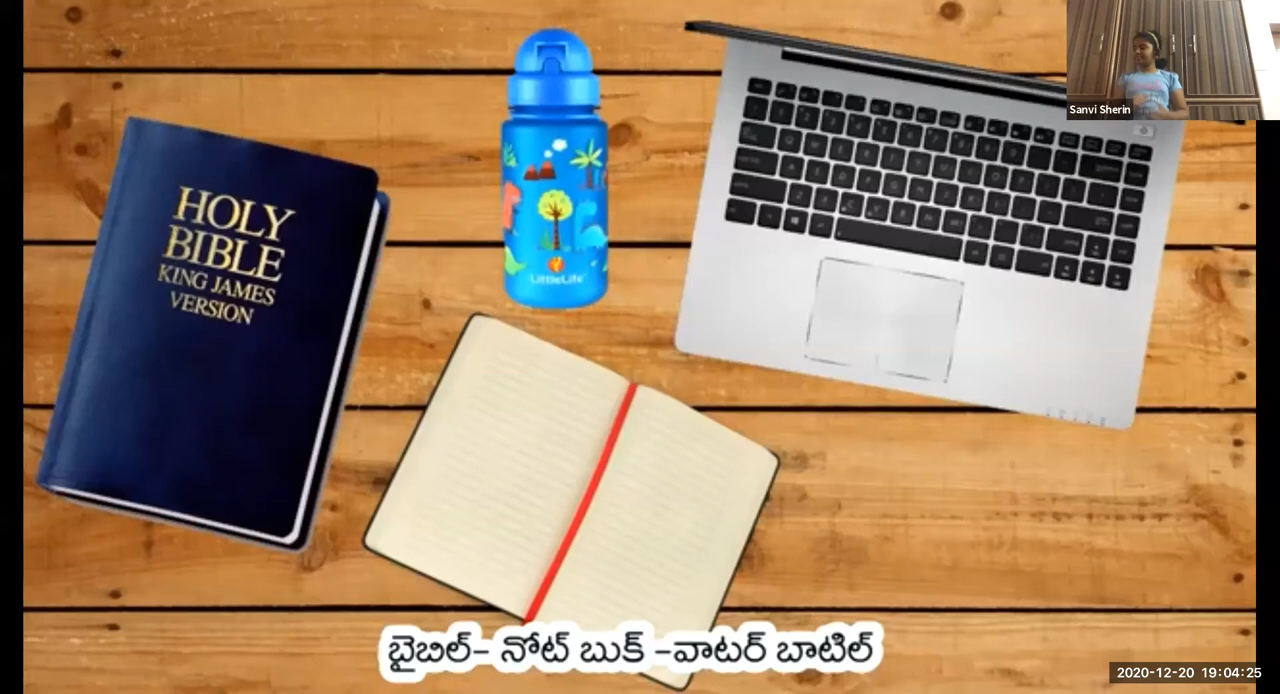 Sanvi Sherin
HOLY
BIBLE
KING JAMES
VERSION
LittleLife
బైబిల్- నోట్ బుక్ -వాటర్ బాటిల్
2020-12-20 19:04:25